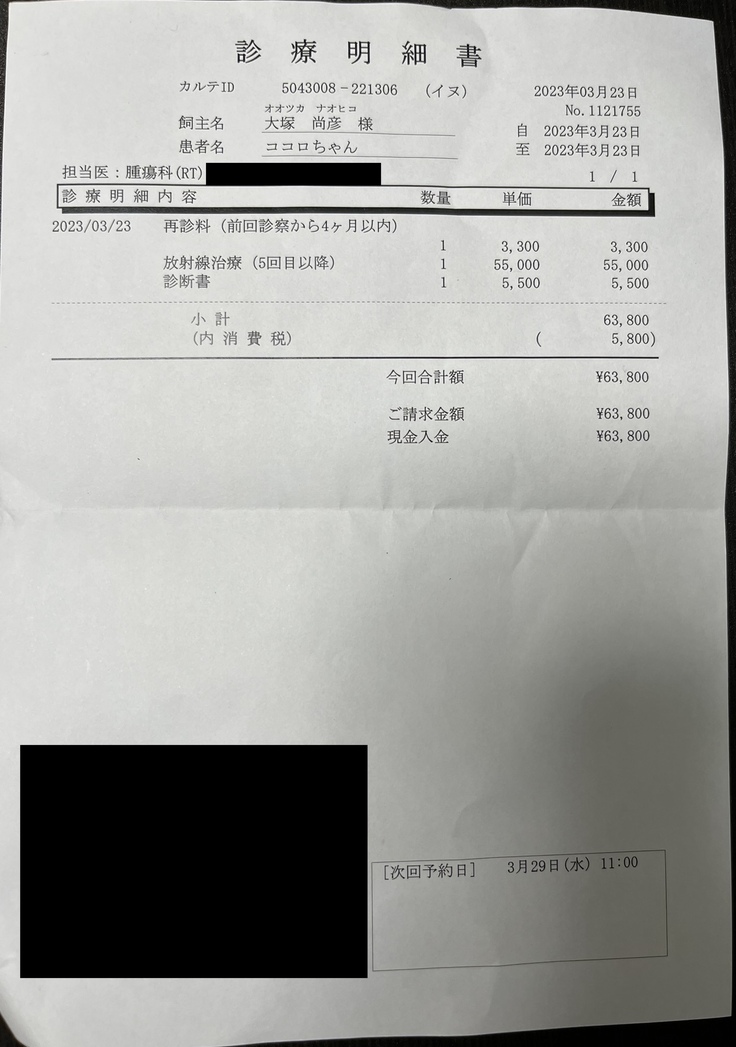 診療明細書
カルテID 5043008-221306 (イヌ) 2023年03月23日
No.1121755
オオツカ ナオヒコ
飼主名 大塚 尚彦 様
自 2023年3月23日
患者名 ココロちゃん
至 2023年3月23日
担当医：腫瘍科(RT)
1 / 1
診療明細内容 数量 単価 金額
2023/03/23 再診料 (前回診察から4ヶ月以内)
1 3,300 3,300
放射線治療 (5回目以降) 1 55,000 55,000
診断書 1 5,500 5,500
小計 63,800
(内消費税) ( 5,800)
今回合計額 ¥63,800
ご請求金額 ¥63,800
現金入金 ¥63,800
[次回予約日] 3月29日(水) 11:00